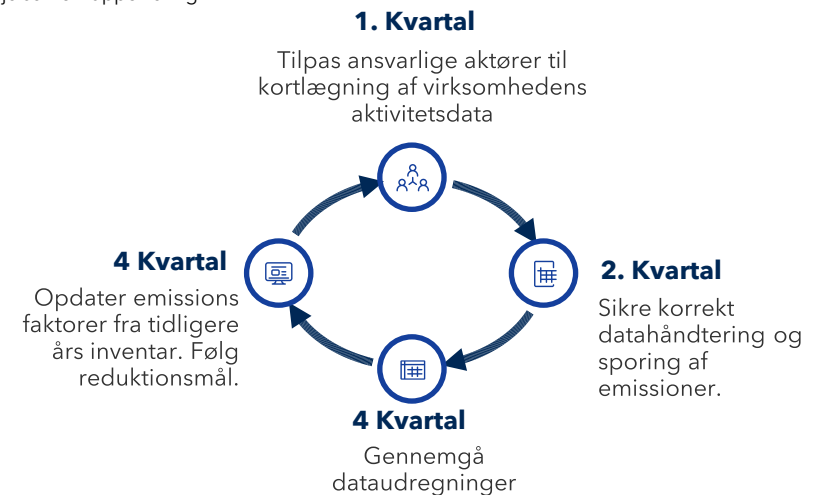 1. Kvartal
Tilpas ansvarlige aktører til
kortlægning af virksomhedens
aktivitetsdata
2. Kvartal
Sikre korrekt
datahåndtering og
sporing af
emissioner.
4 Kvartal
Gennemgå
dataudregninger
4 Kvartal
Opdater emissions
faktorer fra tidligere
års inventar. Følg
reduktionsmål.